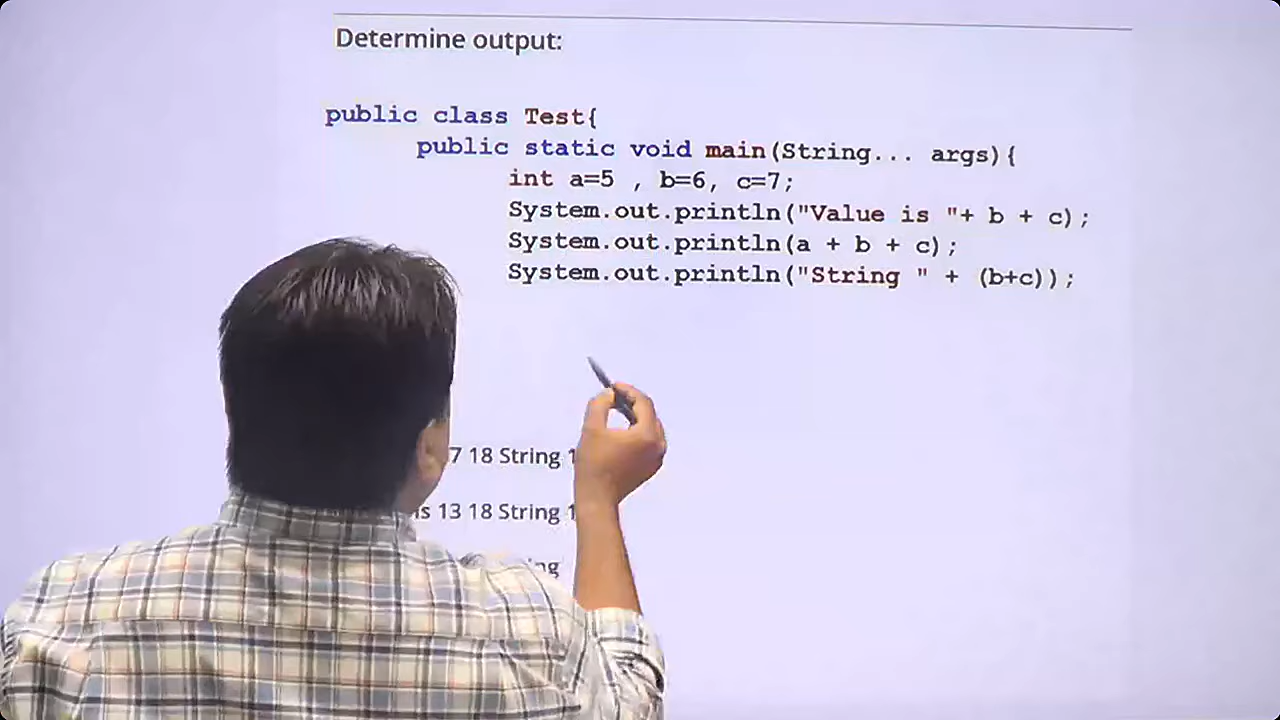 Determine output:
public class Test{
public static void main(String... args){
int a=5 , b=6, c=7;
System.out.println("Value is "+ b + c);
System.out.println(a + b + c);
System.out.println("String " + (b+c));
7 18 String
is 13 18 String